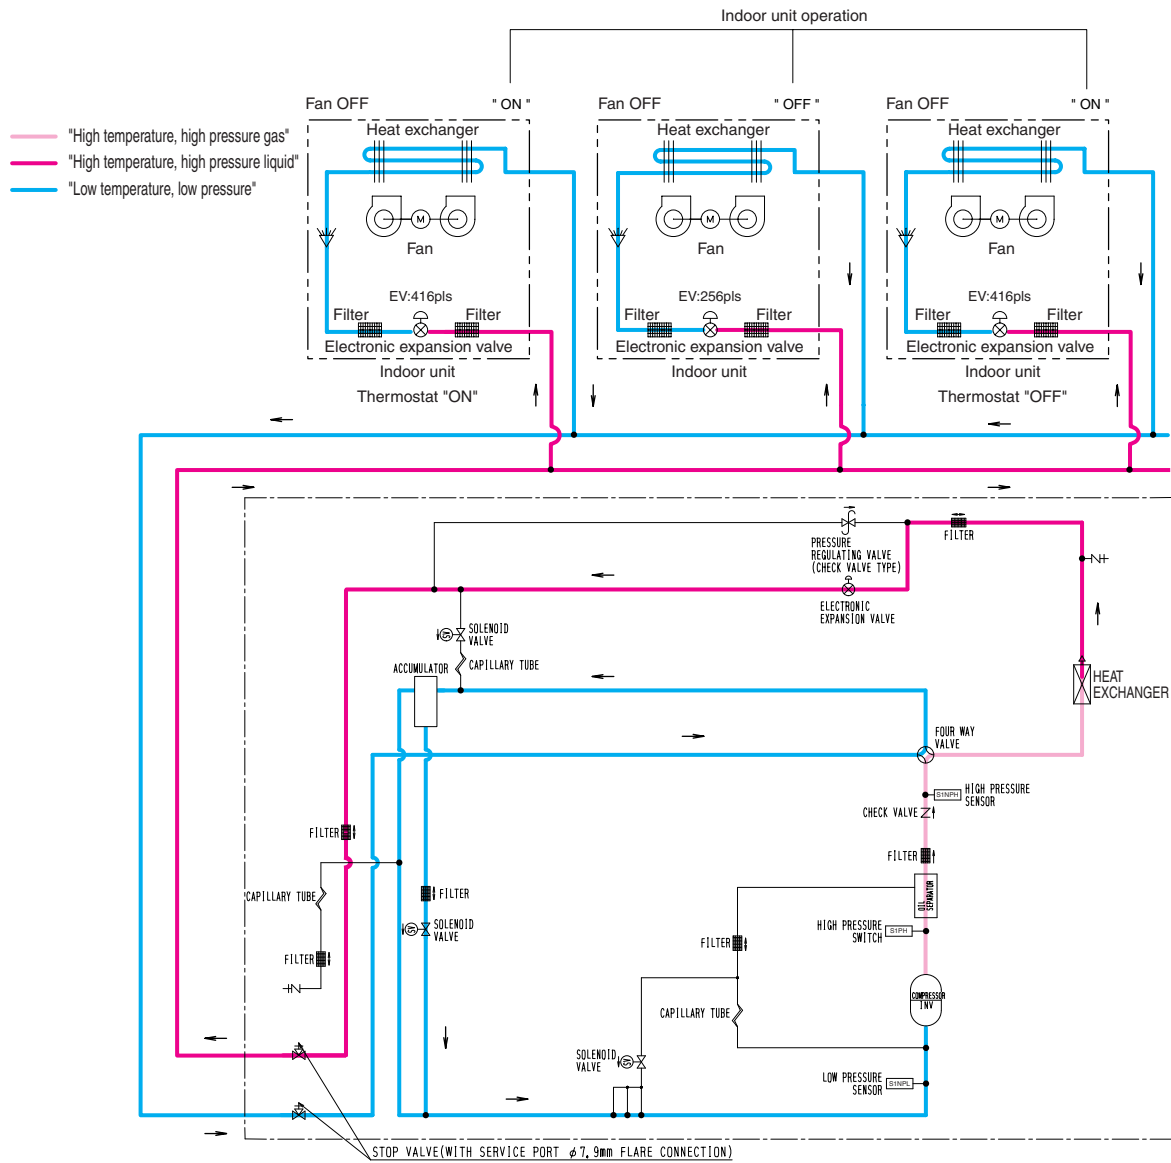 Indoor unit operation
Fan OFF " ON "
Fan OFF " OFF "
Fan OFF " ON "
"High temperature, high pressure gas"
"High temperature, high pressure liquid"
"Low temperature, low pressure"
Heat exchanger
Heat exchanger
Heat exchanger
M
M
M
Fan
Fan
Fan
EV:416pls
EV:256pls
EV:416pls
Filter Filter
Filter Filter
Filter Filter
Electronic expansion valve
Electronic expansion valve
Electronic expansion valve
Indoor unit
Indoor unit
Indoor unit
Thermostat "ON"
Thermostat "OFF"
PRESSURE
REGULATING VALVE
(CHECK VALVE TYPE)
FILTER
ELECTRONIC
EXPANSION VALVE
SV
SOLENOID
VALVE
ACCUMULATOR
CAPILLARY TUBE
HEAT
EXCHANGER
FOUR WAY
VALVE
S1NPH
HIGH PRESSURE
SENSOR
CHECK VALVE
FILTER
FILTER
OIL
SEPARATOR
CAPILLARY TUBE
FILTER
SV
SOLENOID
VALVE
HIGH PRESSURE
SWITCH
S1PH
FILTER
FILTER
COMPRESSOR
INV
CAPILLARY TUBE
SOLENOID
VALVE
SV
LOW PRESSURE
SENSOR
S1NPL
STOP VALVE(WITH SERVICE PORT φ7.9mm FLARE CONNECTION)